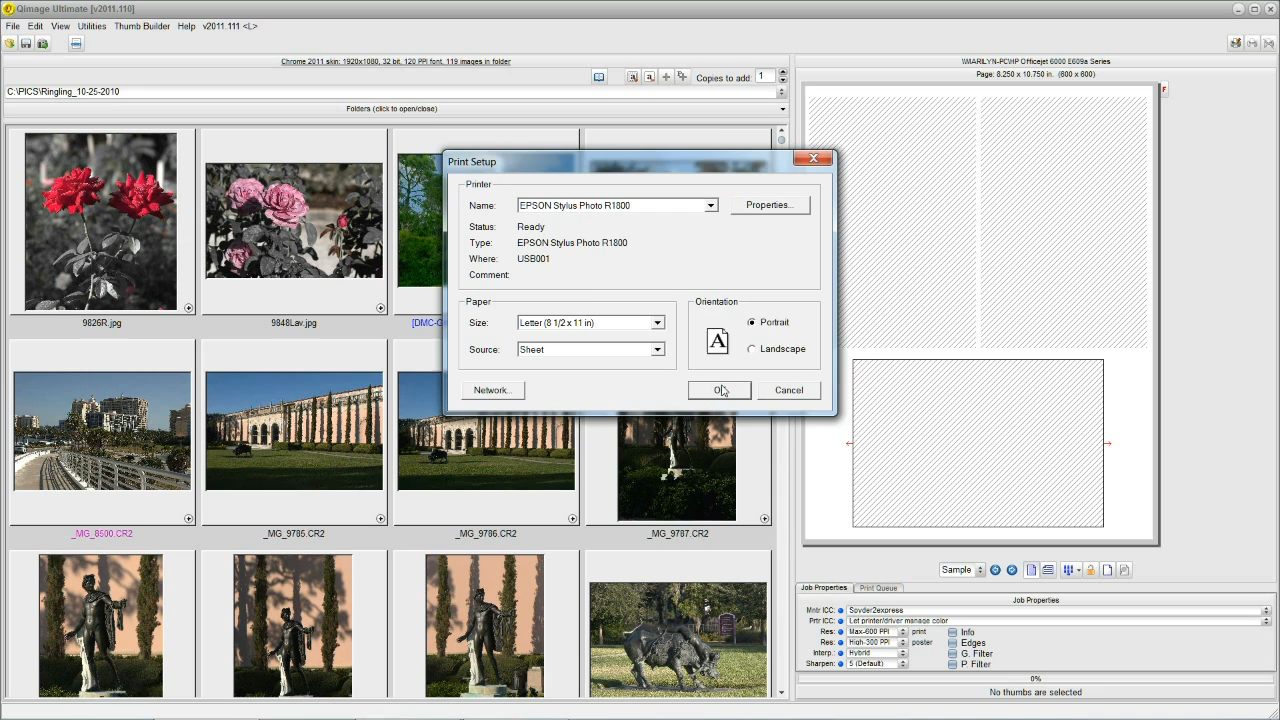 Qimage Ultimate [v2011.110]
File Edit View Utilities Thumb Builder Help v2011.111 <L>
Chrome 2011 skin: 1920x1080, 32 bit, 120 PPI font, 119 images in folder
Copies to add: 1
C:\PICS\Ringling_10-25-2010
Folders (click to open/close)
9826R.jpg
9848Lav.jpg
[DMC-G
_MG_8500.CR2
_MG_9785.CR2
_MG_9786.CR2
_MG_9787.CR2
Print Setup
Printer
Name: EPSON Stylus Photo R1800 Properties...
Status: Ready
Type: EPSON Stylus Photo R1800
Where: USB001
Comment:
Paper
Size: Letter (8 1/2 x 11 in)
Source: Sheet
Orientation
A
Portrait
Landscape
Network...
Cancel
\\MARILYN-PC\HP Officejet 6000 E609a Series
Page: 8.250 x 10.750 in. (600 x 600)
F
Sample
Job Properties Print Queue
Job Properties
Mntr ICC: Spyder2express
Prtr ICC: Let printer/driver manage color
Res: Max-600 PPI print Info
Res: High-300 PPI poster Edges
Interp.: Hybrid G. Filter
Sharpen: 5 (Default) P. Filter
0%
No thumbs are selected